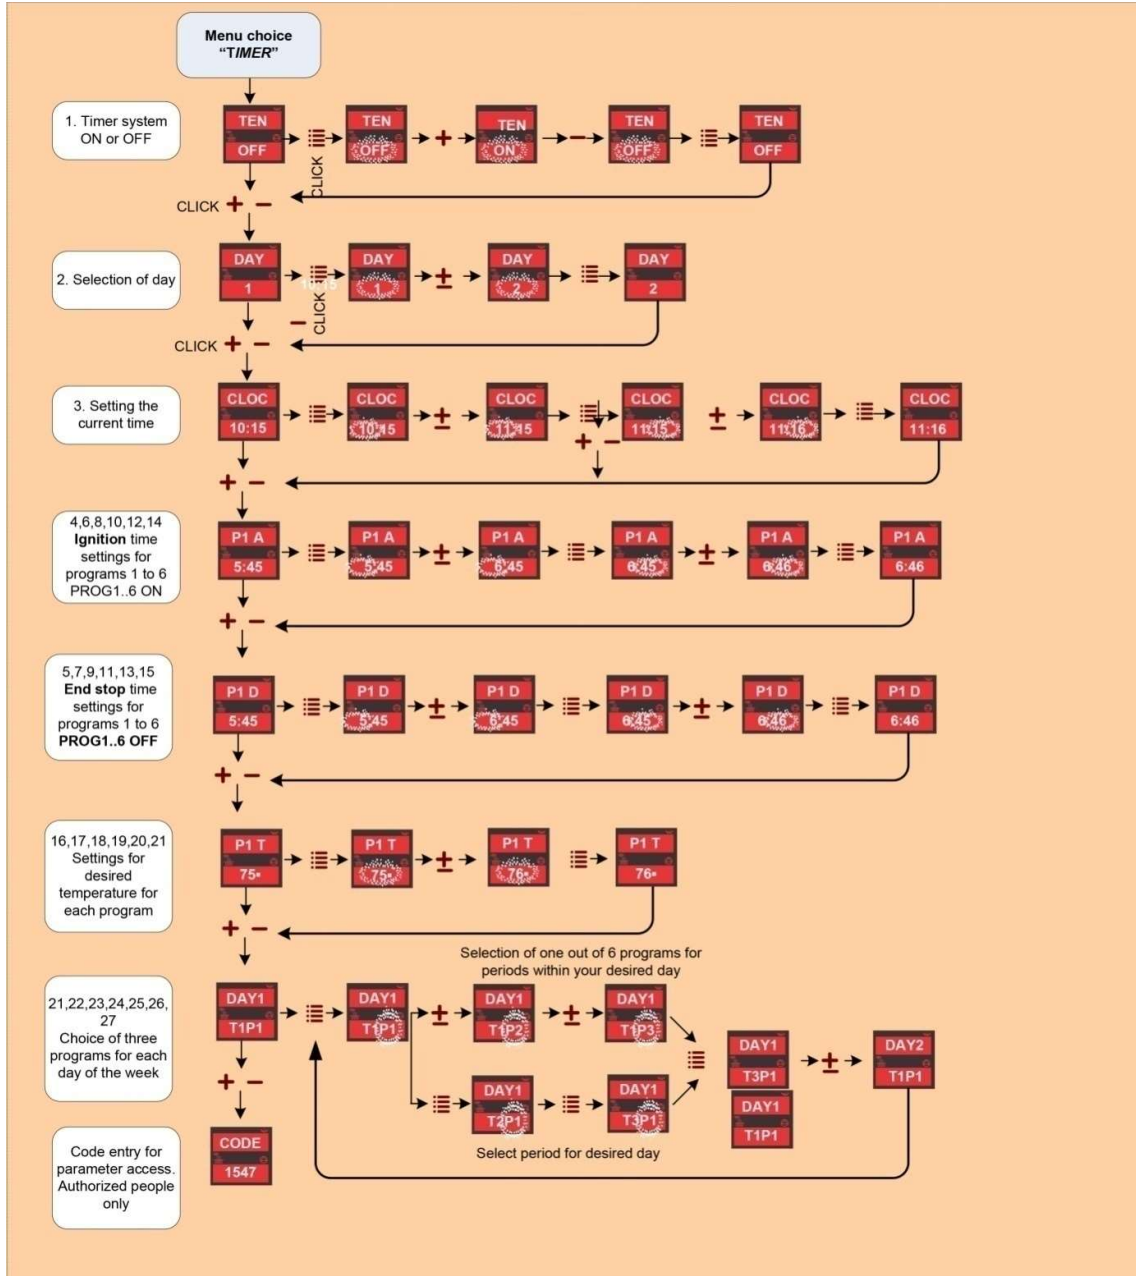 Menu choice
“TIMER”
1. Timer system
ON or OFF
TEN
OFF
TEN
OFF
TEN
ON
TEN
OFF
TEN
OFF
CLICK
CLICK + −
2. Selection of day
DAY
1
10:15
DAY
1
DAY
2
DAY
2
CLICK
CLICK + −
3. Setting the
current time
CLOC
10:15
CLOC
10:15
CLOC
11:15
CLOC
11:15
CLOC
11:16
CLOC
11:16
4,6,8,10,12,14
Ignition time
settings for
programs 1 to 6
PROG1..6 ON
P1 A
5:45
P1 A
5:45
P1 A
6:45
P1 A
6:45
P1 A
6:46
P1 A
6:46
5,7,9,11,13,15
End stop time
settings for
programs 1 to 6
PROG1..6 OFF
P1 D
5:45
P1 D
5:45
P1 D
6:45
P1 D
6:45
P1 D
6:46
P1 D
6:46
16,17,18,19,20,21
Settings for
desired
temperature for
each program
P1 T
75
P1 T
75
P1 T
76
P1 T
76
Selection of one out of 6 programs for
periods within your desired day
21,22,23,24,25,26,
27
Choice of three
programs for each
day of the week
DAY1
T1P1
DAY1
T1P1
DAY1
T1P2
DAY1
T1P3
DAY1
T2P1
DAY1
T3P1
DAY1
T3P1
DAY1
T1P1
DAY2
T1P1
Select period for desired day
Code entry for
parameter access.
Authorized people
only
CODE
1547